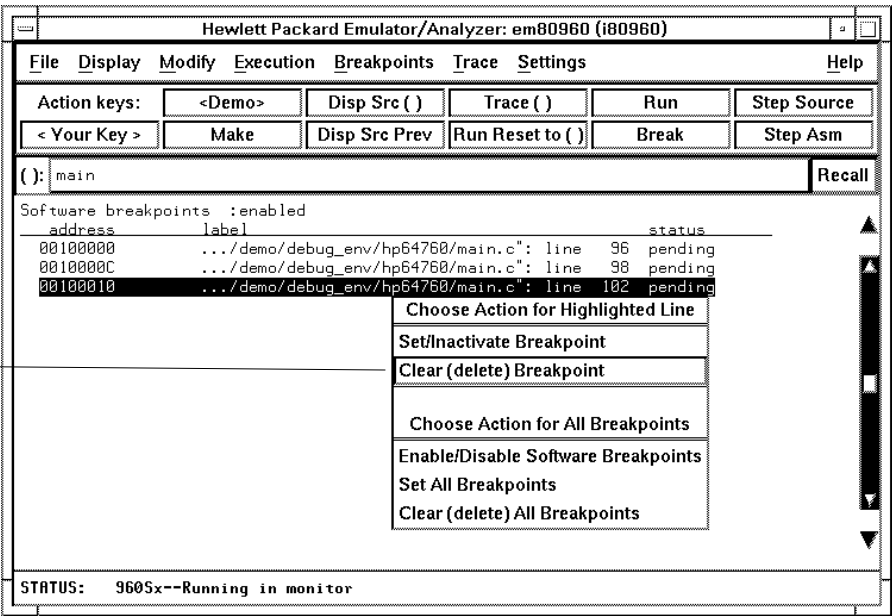 Hewlett Packard Emulator/Analyzer: em80960 (i80960)
File Display Modify Execution Breakpoints Trace Settings Help
Action keys: <Demo> Disp Src ( ) Trace ( ) Run Step Source
< Your Key > Make Disp Src Prev Run Reset to ( ) Break Step Asm
( ): main Recall
Software breakpoints :enabled
address label status
00100000 .../demo/debug_env/hp64760/main.c": line 96 pending
0010000C .../demo/debug_env/hp64760/main.c": line 98 pending
00100010 .../demo/debug_env/hp64760/main.c": line 102 pending
Choose Action for Highlighted Line
Set/Inactivate Breakpoint
Clear (delete) Breakpoint
Choose Action for All Breakpoints
Enable/Disable Software Breakpoints
Set All Breakpoints
Clear (delete) All Breakpoints
STATUS: 960Sx--Running in monitor